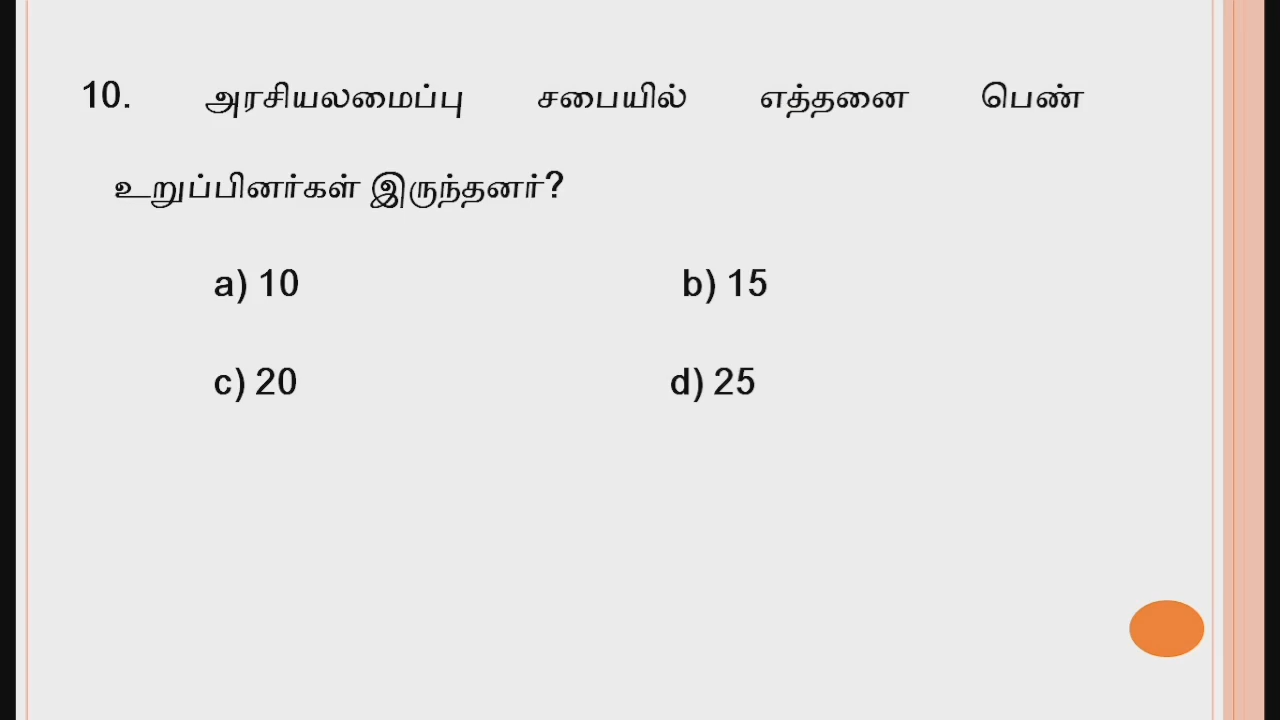 10. அரசியலமைப்பு சபையில் எத்தனை பெண்
உறுப்பினர்கள் இருந்தனர்?
a) 10 b) 15
c) 20 d) 25